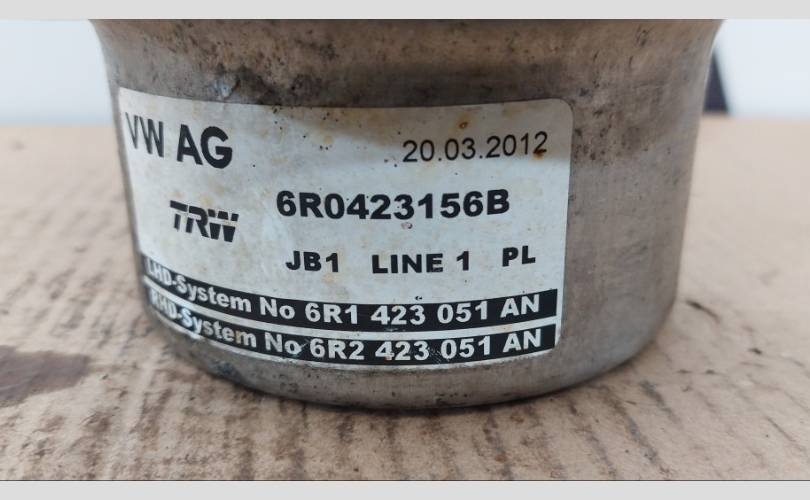 VW AG
20.03.2012
TRW
6R0423156B
JB1 LINE 1 PL
LHD-System No 6R1 423 051 AN
RHD-System No 6R2 423 051 AN